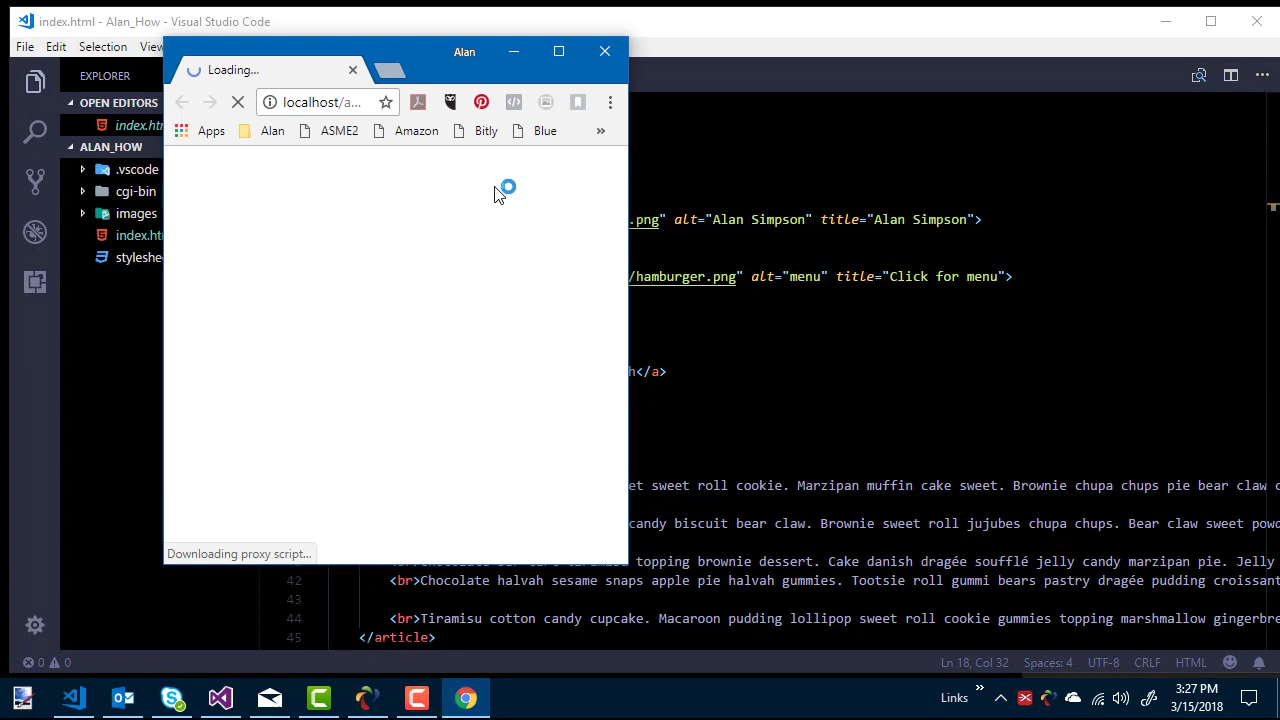 index.html - Alan_How - Visual Studio Code
File Edit Selection View
Alan
Loading...
localhost/a...
Apps Alan ASME2 Amazon Bitly Blue »
EXPLORER
OPEN EDITORS
index.ht
ALAN_HOW
.vscode
cgi-bin
images
index.ht
styleshe
.png" alt="Alan Simpson" title="Alan Simpson">
/hamburger.png" alt="menu" title="Click for menu">
h</a>
et sweet roll cookie. Marzipan muffin cake sweet. Brownie chupa chups pie bear claw
candy biscuit bear claw. Brownie sweet roll jujubes chupa chups. Bear claw sweet
Downloading proxy script...
topping brownie dessert. Cake danish dragée soufflé jelly candy marzipan pie. Jelly
42 <br>Chocolate halvah sesame snaps apple pie halvah gummies. Tootsie roll gummi bears pastry dragée pudding croissant
43
44 <br>Tiramisu cotton candy cupcake. Macaroon pudding lollipop sweet roll cookie gummies topping marshmallow gingerbre
45 </article>
0 0
Ln 18, Col 32 Spaces: 4 UTF-8 CRLF HTML
Links »
3:27 PM
3/15/2018